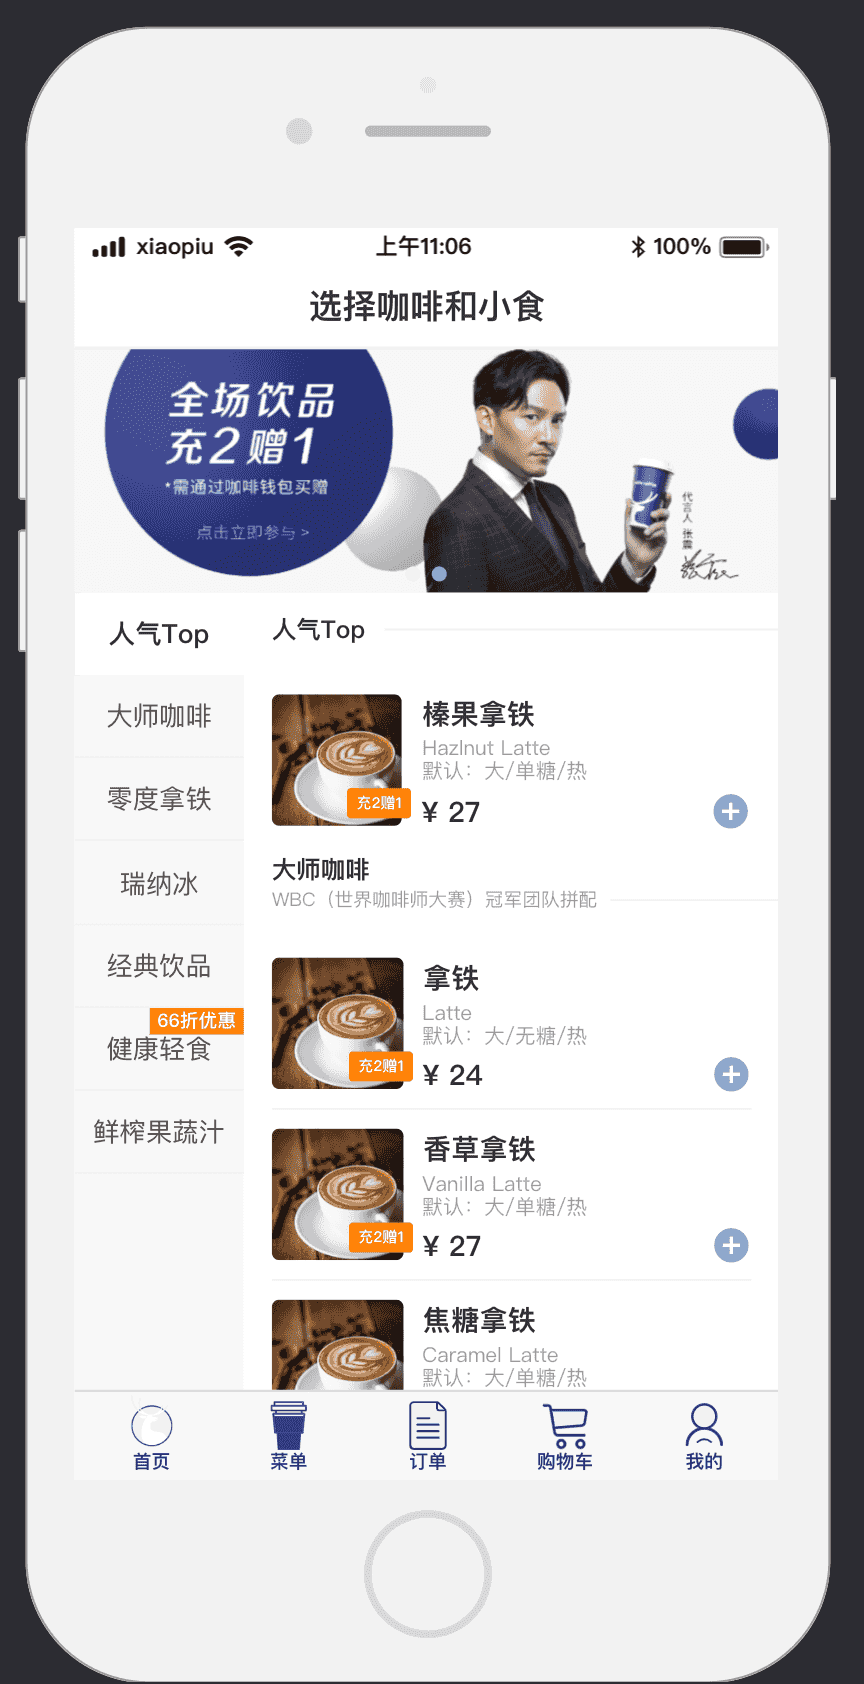 xiaopiu
上午11:06
100%
选择咖啡和小食
全场饮品
充2赠1
*需通过咖啡钱包买赠
点击立即参与 >
代言人 张震
人气Top
大师咖啡
零度拿铁
瑞纳冰
经典饮品
66折优惠
健康轻食
鲜榨果蔬汁
人气Top
榛果拿铁
Hazlnut Latte
默认：大/单糖/热
充2赠1
¥ 27
大师咖啡
WBC（世界咖啡师大赛）冠军团队拼配
拿铁
Latte
默认：大/无糖/热
充2赠1
¥ 24
香草拿铁
Vanilla Latte
默认：大/单糖/热
充2赠1
¥ 27
焦糖拿铁
Caramel Latte
默认：大/单糖/热
首页
菜单
订单
购物车
我的